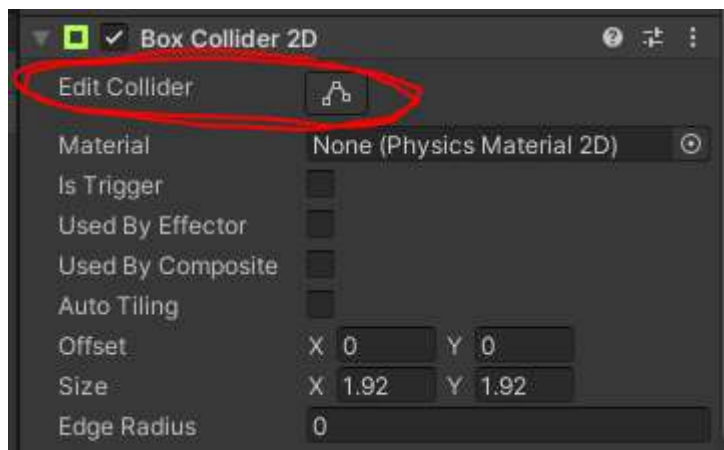 Box Collider 2D
Edit Collider
Material None (Physics Material 2D)
Is Trigger
Used By Effector
Used By Composite
Auto Tiling
Offset X 0 Y 0
Size X 1.92 Y 1.92
Edge Radius 0